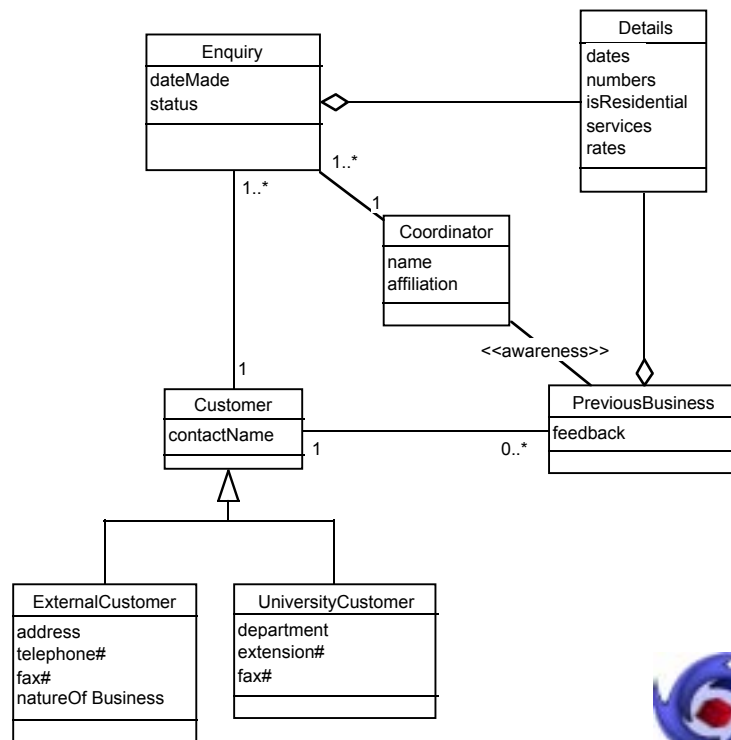 Details
dates
numbers
isResidential
services
rates
Enquiry
dateMade
status
1..*
1..*
1
Coordinator
name
affiliation
<<awareness>>
1
Customer
contactName
1
0..*
PreviousBusiness
feedback
ExternalCustomer
address
telephone#
fax#
natureOf Business
UniversityCustomer
department
extension#
fax#